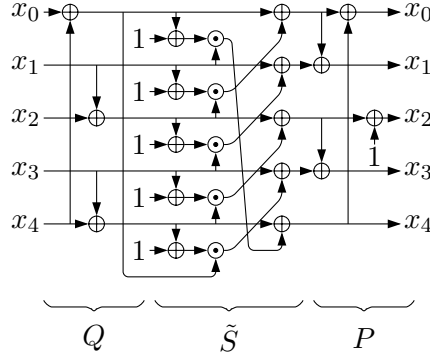 x₀ x₀
1
x₁ x₁
1
x₂ x₂
1
1
x₃ x₃
1
x₄ x₄
1
Q S̃ P